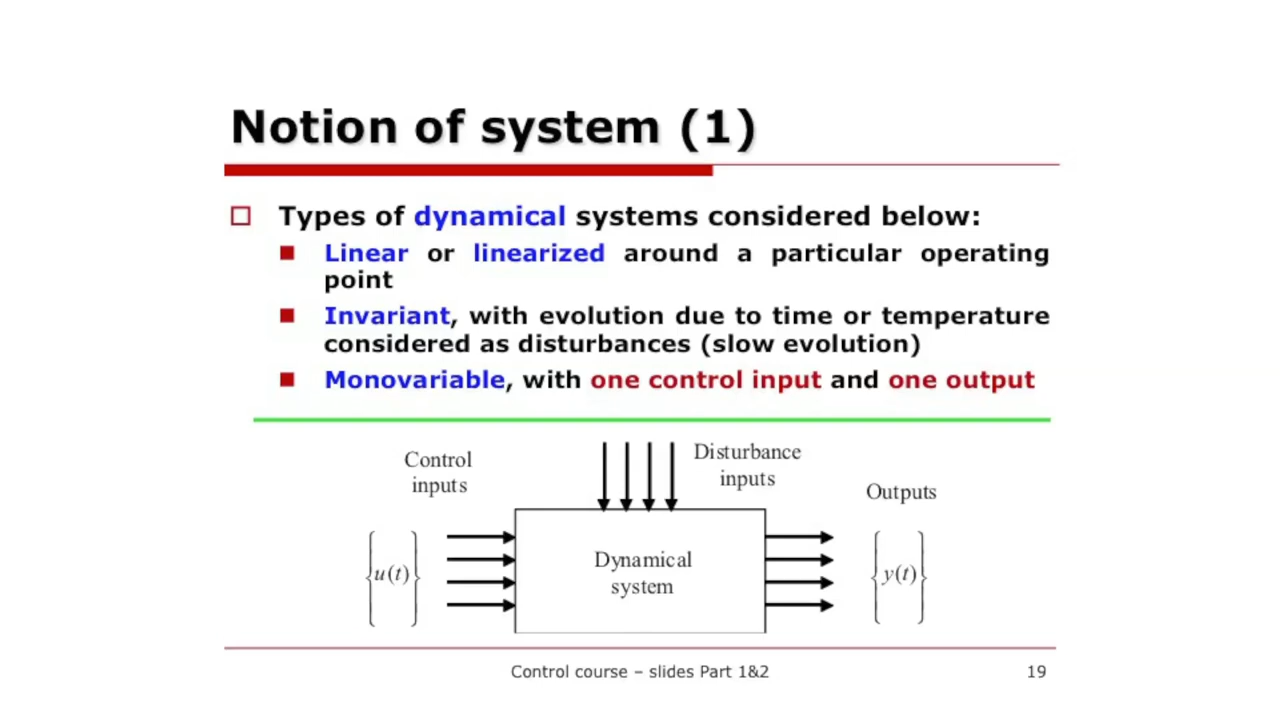 Notion of system (1)
Types of dynamical systems considered below:
Linear or linearized around a particular operating
point
Invariant, with evolution due to time or temperature
considered as disturbances (slow evolution)
Monovariable, with one control input and one output
Control
inputs
Disturbance
inputs
Outputs
{u(t)}
Dynamical
system
{y(t)}
Control course – slides Part 1&2
19